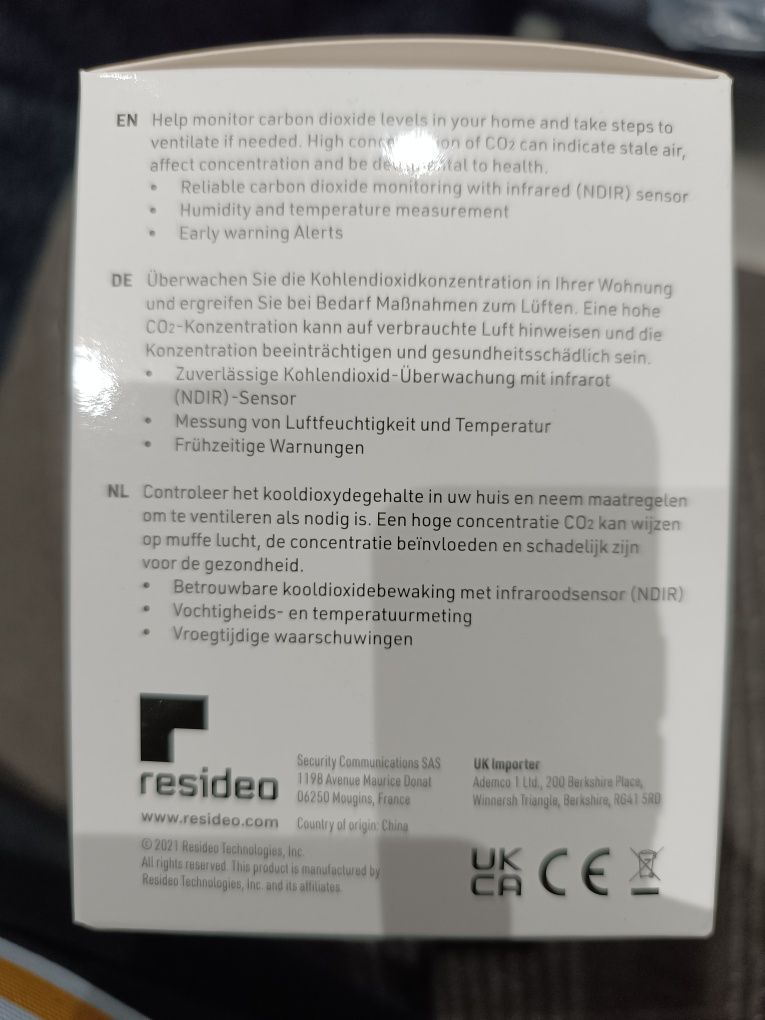 EN Help monitor carbon dioxide levels in your home and take steps to
ventilate if needed. High of CO2 can indicate stale air,
affect concentration and be to health.
• Reliable carbon dioxide monitoring with infrared (NDIR) sensor
• Humidity and temperature measurement
• Early warning Alerts
DE Überwachen Sie die Kohlendioxidkonzentration in Ihrer Wohnung
und ergreifen Sie bei Bedarf Maßnahmen zum Lüften. Eine hohe
CO2-Konzentration kann auf verbrauchte Luft hinweisen und die
Konzentration beeinträchtigen und gesundheitsschädlich sein.
• Zuverlässige Kohlendioxid-Überwachung mit infrarot
(NDIR)-Sensor
• Messung von Luftfeuchtigkeit und Temperatur
• Frühzeitige Warnungen
NL Controleer het kooldioxydegehalte in uw huis en neem maatregelen
om te ventileren als nodig is. Een hoge concentratie CO2 kan wijzen
op muffe lucht, de concentratie beïnvloeden en schadelijk zijn
voor de gezondheid.
• Betrouwbare kooldioxidebewaking met infraroodsensor (NDIR)
• Vochtigheids- en temperatuurmeting
• Vroegtijdige waarschuwingen
resideo
www.resideo.com
Security Communications SAS
1198 Avenue Maurice Donat
06250 Mougins, France
Country of origin: China
UK Importer
Ademco 1 Ltd., 200 Berkshire Place,
Winnersh Triangle, Berkshire, RG41 5RD
© 2021 Resideo Technologies, Inc.
All rights reserved. This product is manufactured by
Resideo Technologies, Inc. and its affiliates.
UK
CA CE